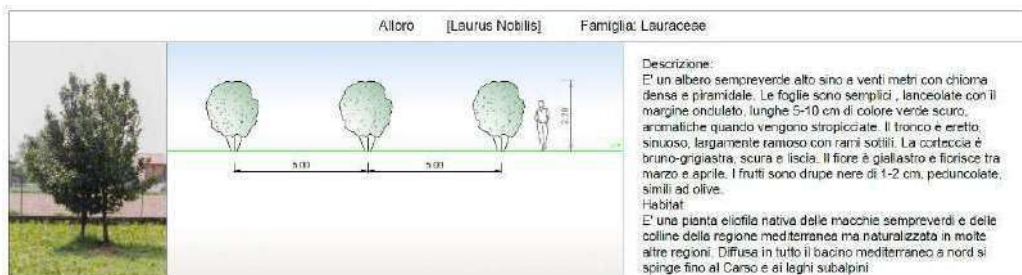 Alloro [Laurus Nobilis] Famiglia: Lauraceae
Descrizione:
E' un albero sempreverde alto sino a venti metri con chioma
densa e piramidale. Le foglie sono semplici , lanceolate con il
margine ondulato, lunghe 5-10 cm di colore verde scuro,
aromatiche quando vengono stropicciate. Il tronco è eretto,
sinuoso, largamente ramoso con rami sottili. La corteccia è
bruno-grigiastra, scura e liscia. Il fiore è giallastro e fiorisce tra
marzo e aprile. I frutti sono drupe nere di 1-2 cm, peduncolate,
simili ad olive.
Habitat
E' una pianta eliofila nativa delle macchie sempreverdi e delle
colline della regione mediterranea ma naturalizzata in molte
altre regioni. Diffusa in tutto il bacino mediterraneo a nord si
spinge fino al Carso e ai laghi subalpini
5.00 5.00